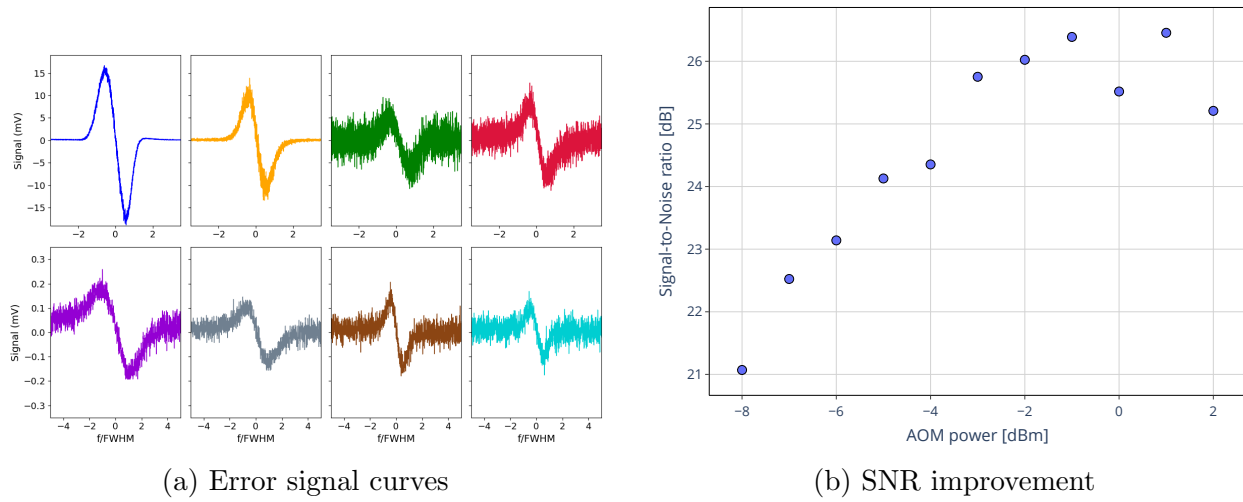 15
10
5
0
−5
−10
−15
Signal (mV)
−2 0 2
−2 0 2
−2 0 2
−2 0 2
0.3
0.2
0.1
0.0
−0.1
−0.2
−0.3
Signal (mV)
−4 −2 0 2 4
−4 −2 0 2 4
−4 −2 0 2 4
−4 −2 0 2 4
f/FWHM
f/FWHM
f/FWHM
f/FWHM
(a) Error signal curves
26
25
24
23
22
21
Signal-to-Noise ratio [dB]
−8 −6 −4 −2 0 2
AOM power [dBm]
(b) SNR improvement